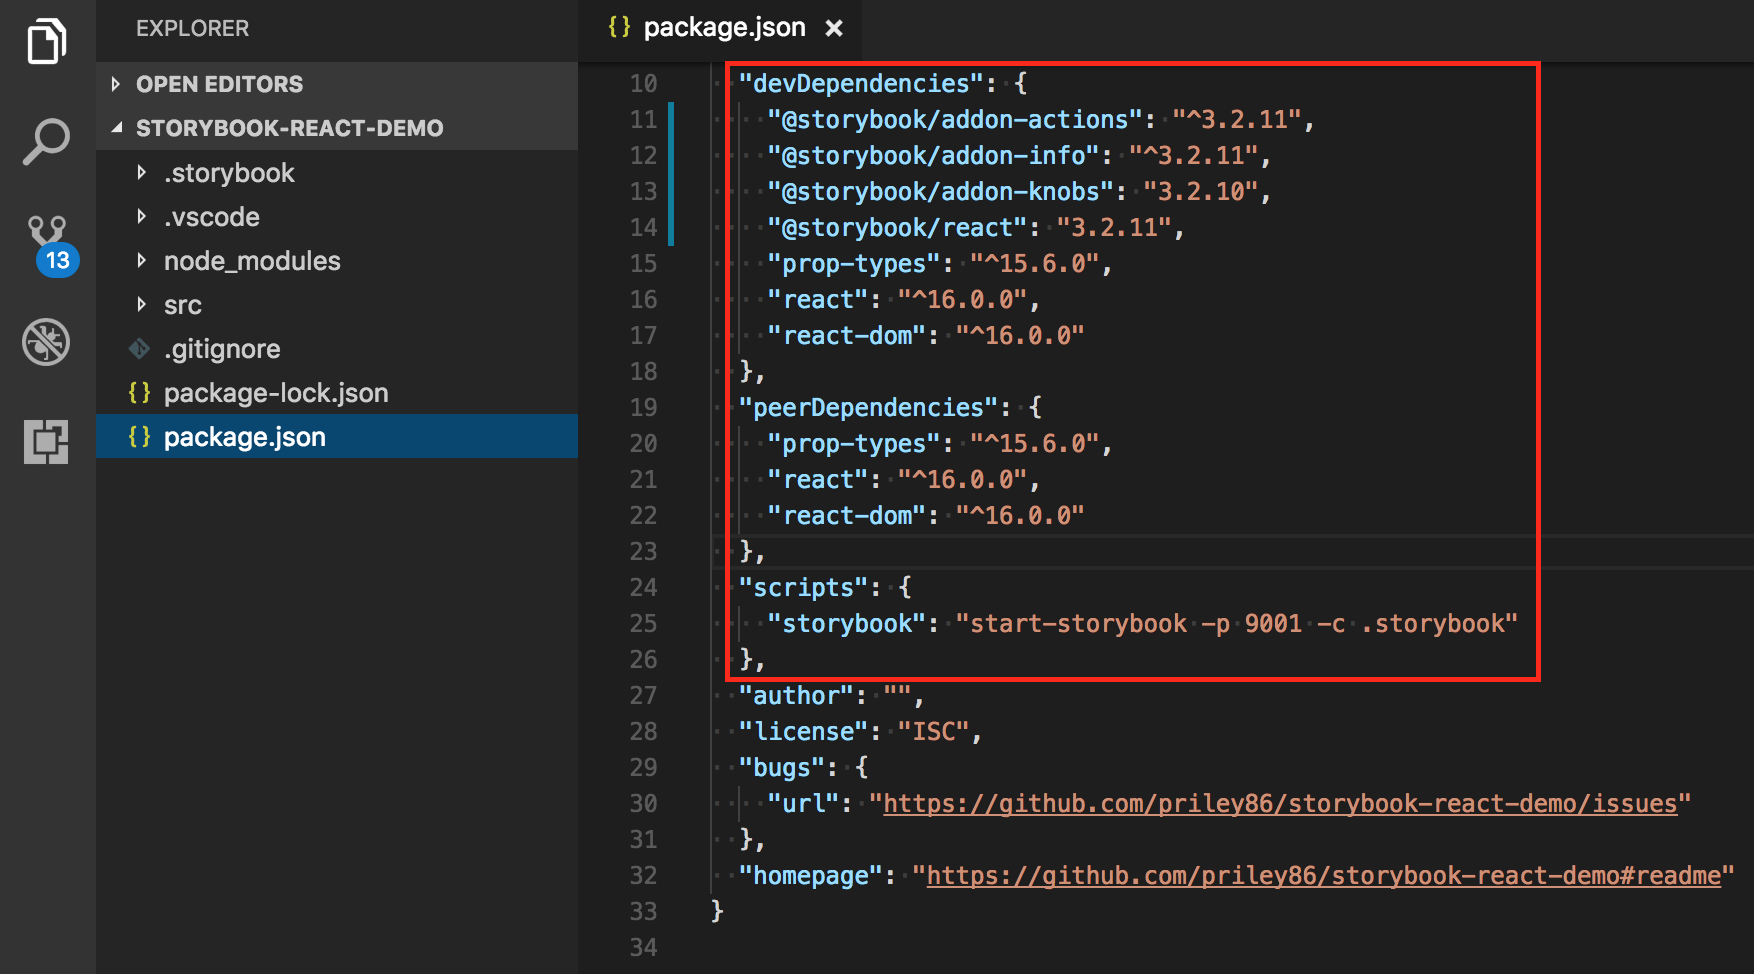 EXPLORER
OPEN EDITORS
STORYBOOK-REACT-DEMO
.storybook
.vscode
node_modules
src
.gitignore
{} package-lock.json
{} package.json
13
{} package.json ×
10 "devDependencies": {
11 "@storybook/addon-actions": "^3.2.11",
12 "@storybook/addon-info": "^3.2.11",
13 "@storybook/addon-knobs": "3.2.10",
14 "@storybook/react": "3.2.11",
15 "prop-types": "^15.6.0",
16 "react": "^16.0.0",
17 "react-dom": "^16.0.0"
18 },
19 "peerDependencies": {
20 "prop-types": "^15.6.0",
21 "react": "^16.0.0",
22 "react-dom": "^16.0.0"
23 },
24 "scripts": {
25 "storybook": "start-storybook -p 9001 -c .storybook"
26 },
27 "author": "",
28 "license": "ISC",
29 "bugs": {
30 "url": "https://github.com/priley86/storybook-react-demo/issues"
31 },
32 "homepage": "https://github.com/priley86/storybook-react-demo#readme"
33 }
34